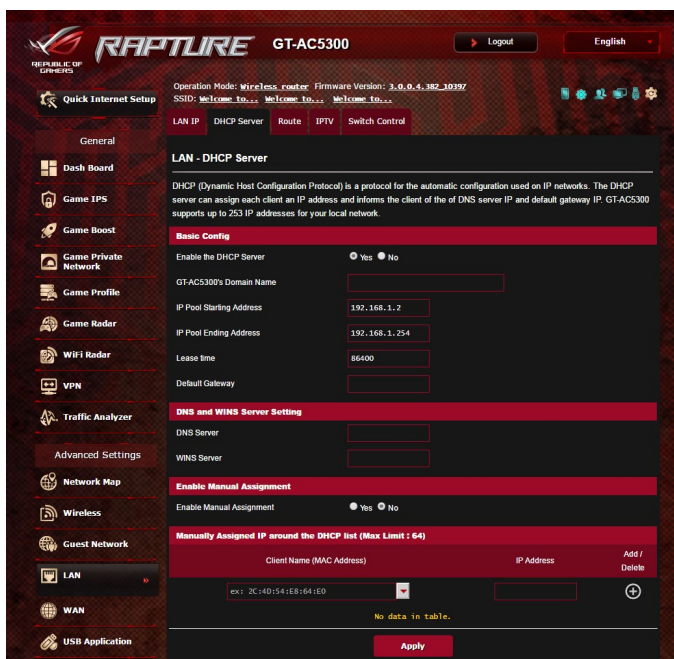 REPUBLIC OF
GAMERS
RAPTURE GT-AC5300 Logout English
Quick Internet Setup
Operation Mode: Wireless router Firmware Version: 3.0.0.4.382_10397
SSID: Welcome to... Welcome to... Welcome to...
LAN IP DHCP Server Route IPTV Switch Control
General
Dash Board
Game IPS
Game Boost
Game Private
Network
Game Profile
Game Radar
WiFi Radar
VPN
Traffic Analyzer
Advanced Settings
Network Map
Wireless
Guest Network
LAN
WAN
USB Application
LAN - DHCP Server
DHCP (Dynamic Host Configuration Protocol) is a protocol for the automatic configuration used on IP networks. The DHCP
server can assign each client an IP address and informs the client of the of DNS server IP and default gateway IP. GT-AC5300
supports up to 253 IP addresses for your local network.
Basic Config
Enable the DHCP Server Yes No
GT-AC5300's Domain Name
IP Pool Starting Address 192.168.1.2
IP Pool Ending Address 192.168.1.254
Lease time 86400
Default Gateway
DNS and WINS Server Setting
DNS Server
WINS Server
Enable Manual Assignment
Enable Manual Assignment Yes No
Manually Assigned IP around the DHCP list (Max Limit : 64)
Client Name (MAC Address) IP Address Add /
Delete
ex: 2C:4D:54:E8:64:E0
No data in table.
Apply